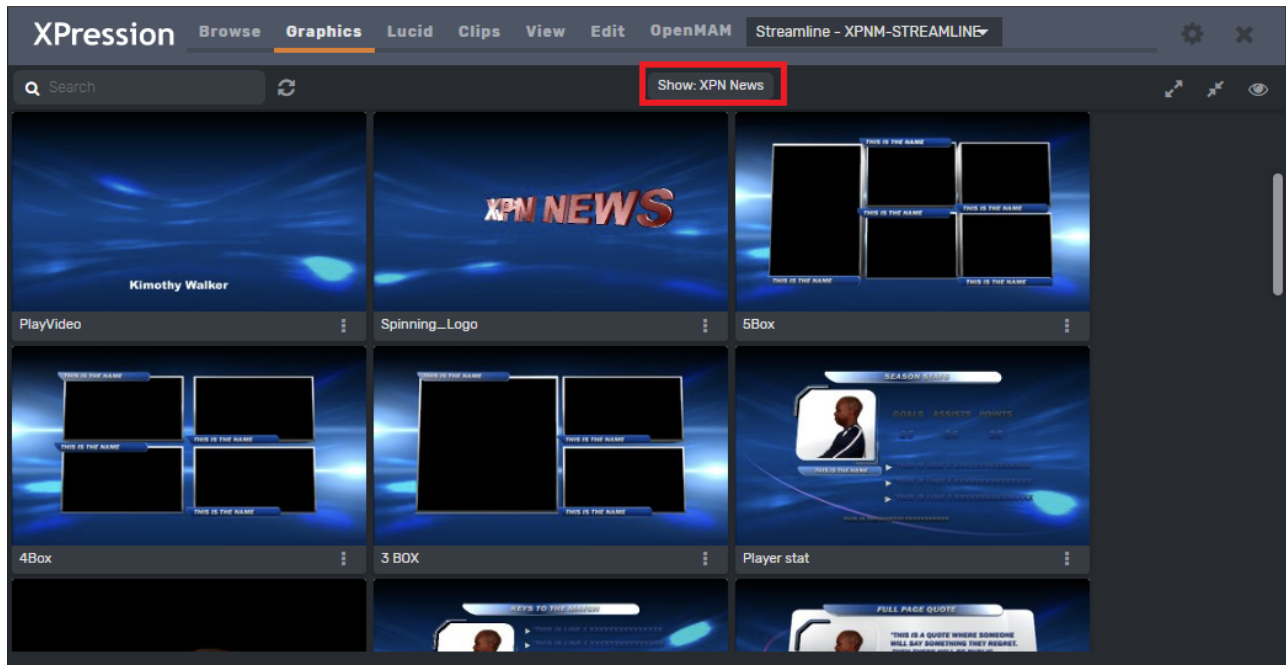 XPression Browse Graphics Lucid Clips View Edit OpenMAM Streamline - XPNM-STREAMLINE
Search Show: XPN News
Kimothy Walker
XPN NEWS
THIS IS THE NAME
THIS IS THE NAME
THIS IS THE NAME
THIS IS THE NAME
THIS IS THE NAME
PlayVideo Spinning_Logo 5Box
THIS IS THE NAME
THIS IS THE NAME
THIS IS THE NAME
THIS IS THE NAME
THIS IS THE NAME
THIS IS THE NAME
THIS IS THE NAME
SEASON STATS
GOALS ASSISTS POINTS
THIS IS THE NAME
4Box 3 BOX Player stat
KEYS TO THE MATCH
FULL PAGE QUOTE
"THIS IS A QUOTE WHERE SOMEONE
WILL SAY SOMETHING THEY REGRET.